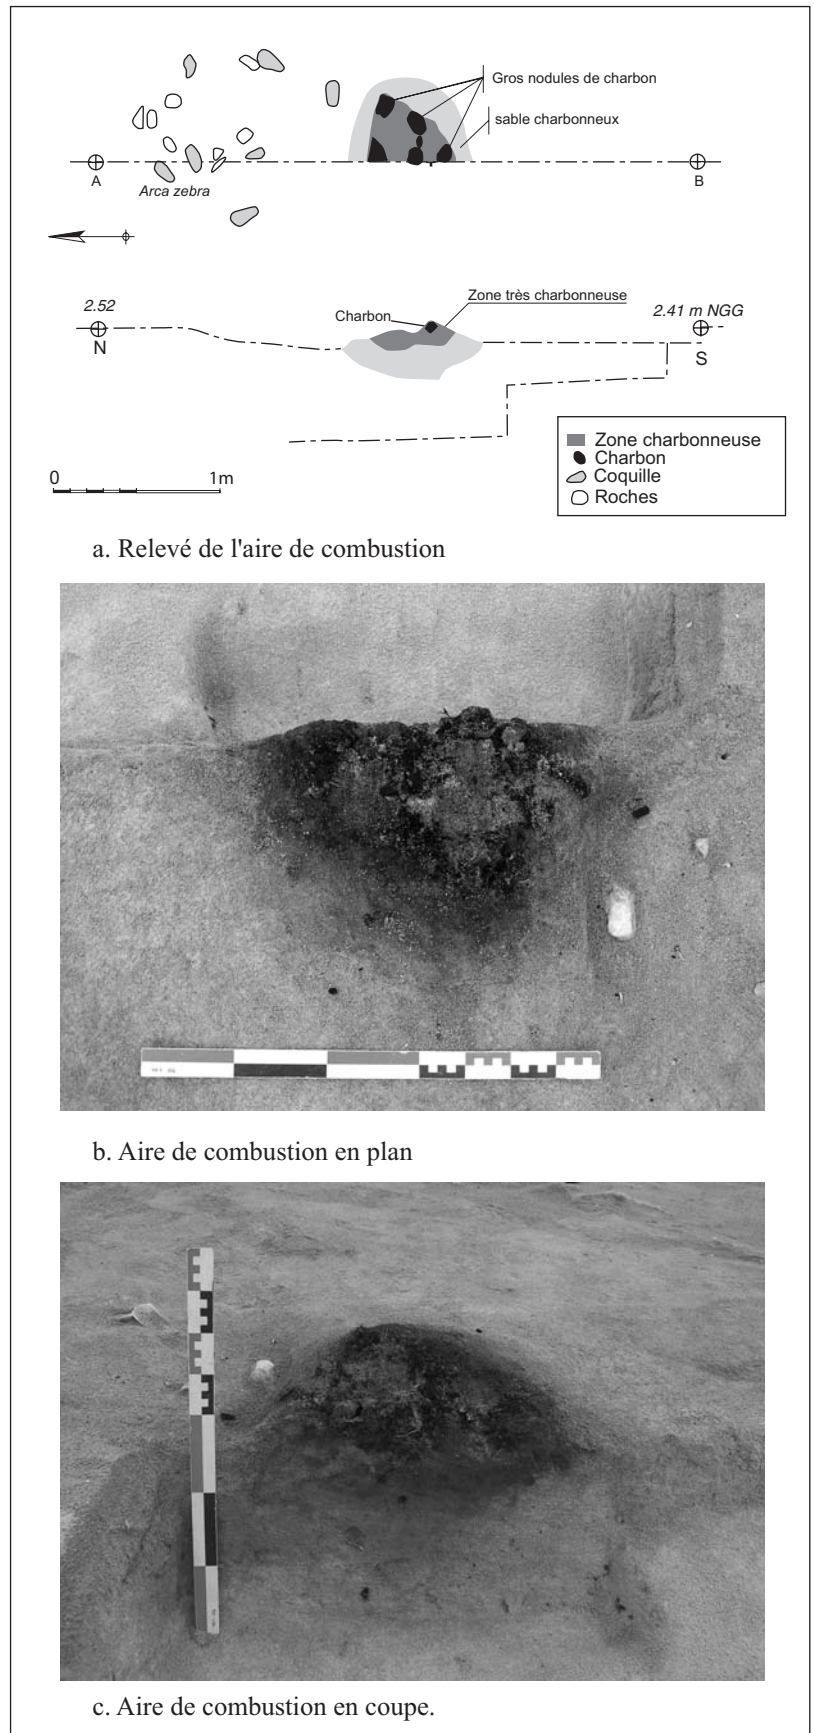 Gros nodules de charbon
sable charbonneux
A
B
Arca zebra
2.52
Charbon
Zone très charbonneuse
2.41 m NGG
N
S
Zone charbonneuse
Charbon
Coquille
Roches
0 1m
a. Relevé de l'aire de combustion
b. Aire de combustion en plan
c. Aire de combustion en coupe.